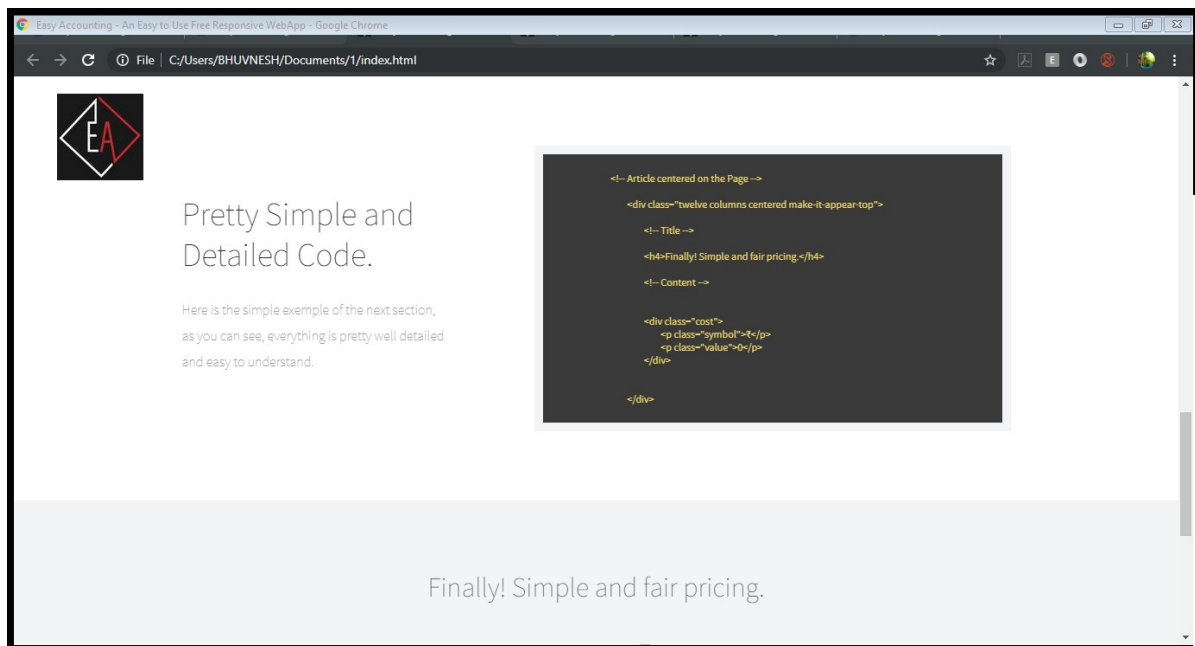 Easy Accounting - An Easy to Use Free Responsive WebApp - Google Chrome
File | C:/Users/BHUVNESH/Documents/1/index.html
EA
Pretty Simple and
Detailed Code.
Here is the simple exemple of the next section,
as you can see, everything is pretty well detailed
and easy to understand.
<!-- Article centered on the Page -->
<div class="twelve columns centered make-it-appear-top">
<!-- Title -->
<h4>Finally! Simple and fair pricing.</h4>
<!-- Content -->
<div class="cost">
<p class="symbol">₹</p>
<p class="value">0</p>
</div>
</div>
Finally! Simple and fair pricing.